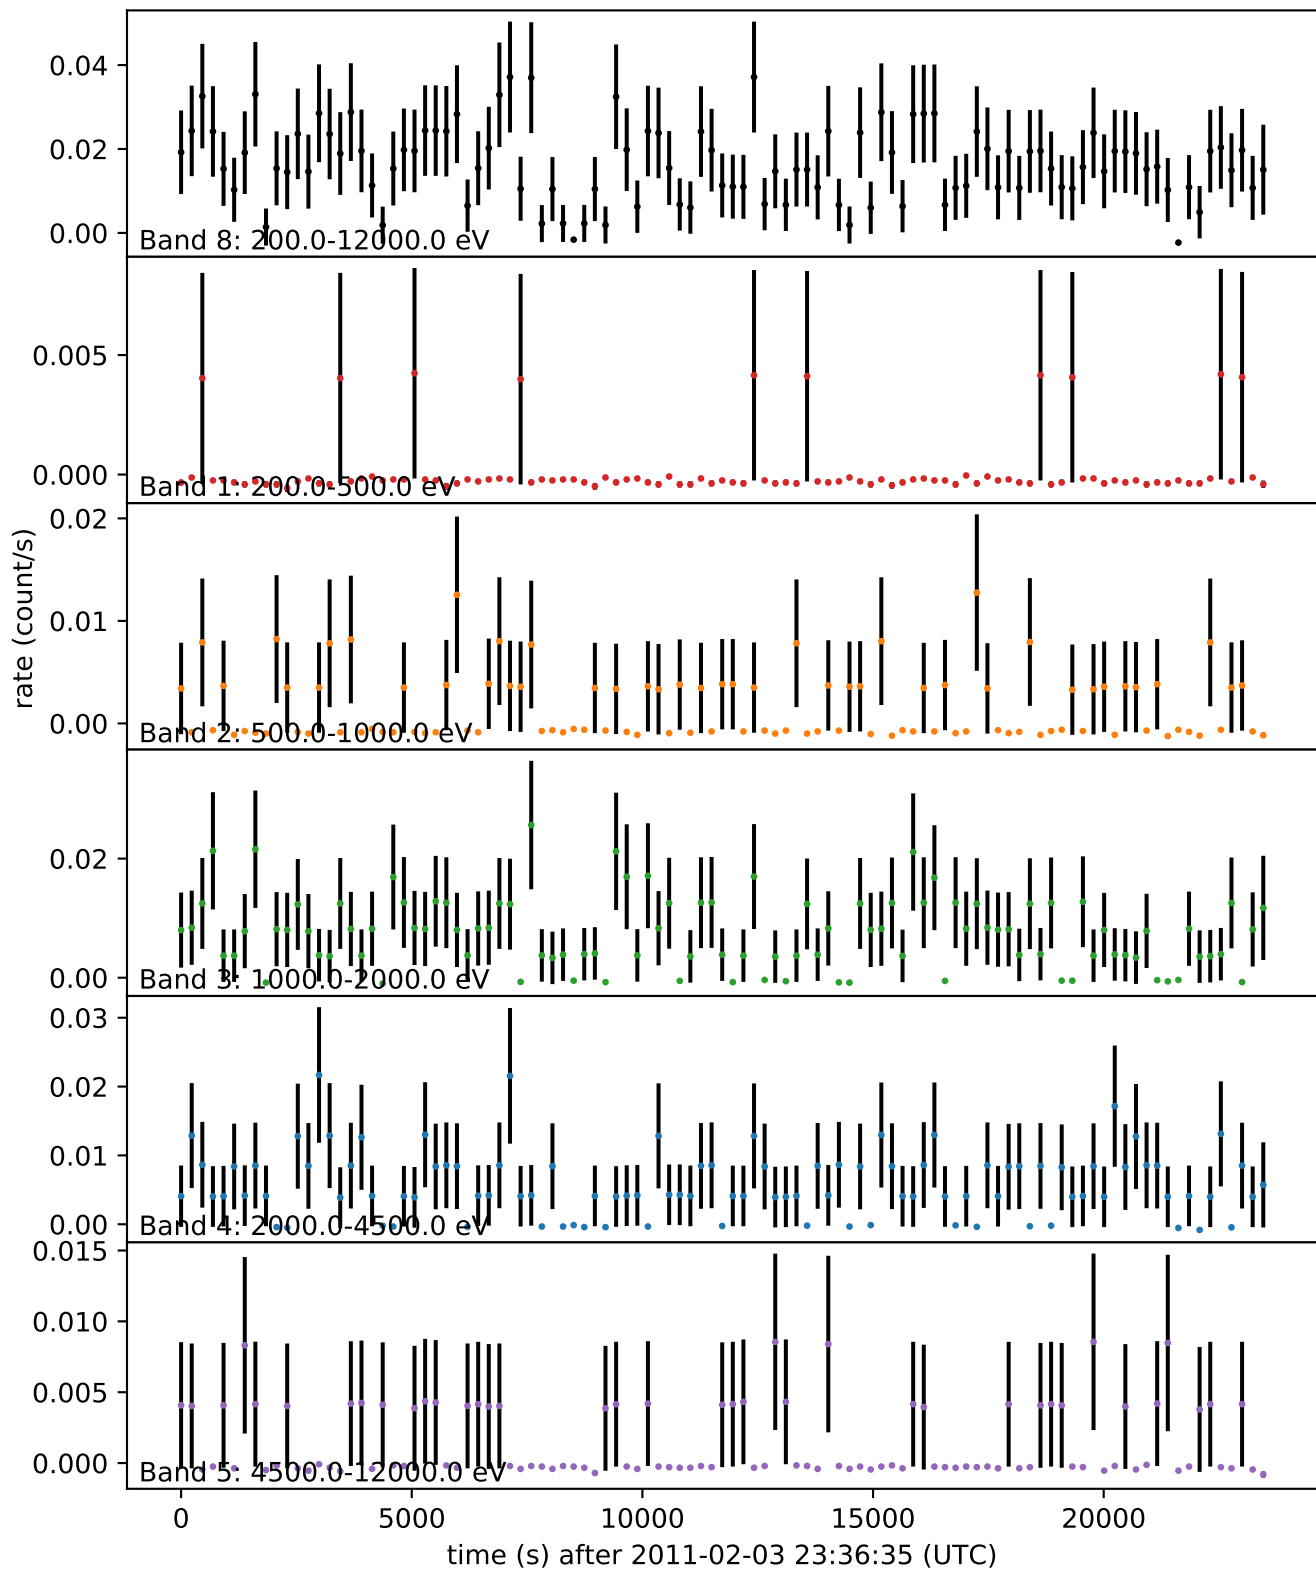 0.04
0.02
0.00
Band 8: 200.0-12000.0 eV
0.005
0.000
Band 1: 200.0-500.0 eV
0.02
0.01
0.00
Band 2: 500.0-1000.0 eV
rate (count/s)
0.02
0.00
Band 3: 1000.0-2000.0 eV
0.03
0.02
0.01
0.00
Band 4: 2000.0-4500.0 eV
0.015
0.010
0.005
0.000
Band 5: 4500.0-12000.0 eV
0 5000 10000 15000 20000
time (s) after 2011-02-03 23:36:35 (UTC)